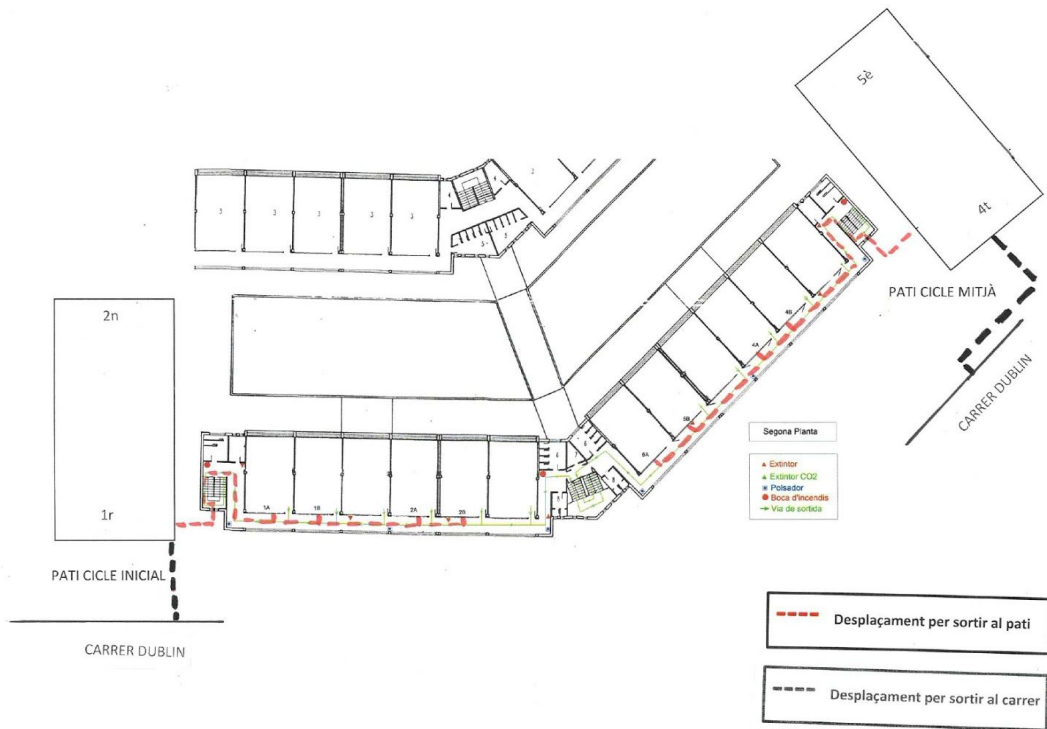 5è
4t
PATI CICLE MITJÀ
CARRER DUBLIN
2n
1r
PATI CICLE INICIAL
CARRER DUBLIN
1A
1B
2A
2B
6A
5B
4A
4B
Segona Planta
Extintor
Extintor CO2
Polsador
Boca d'incendis
Via de sortida
Desplaçament per sortir al pati
Desplaçament per sortir al carrer